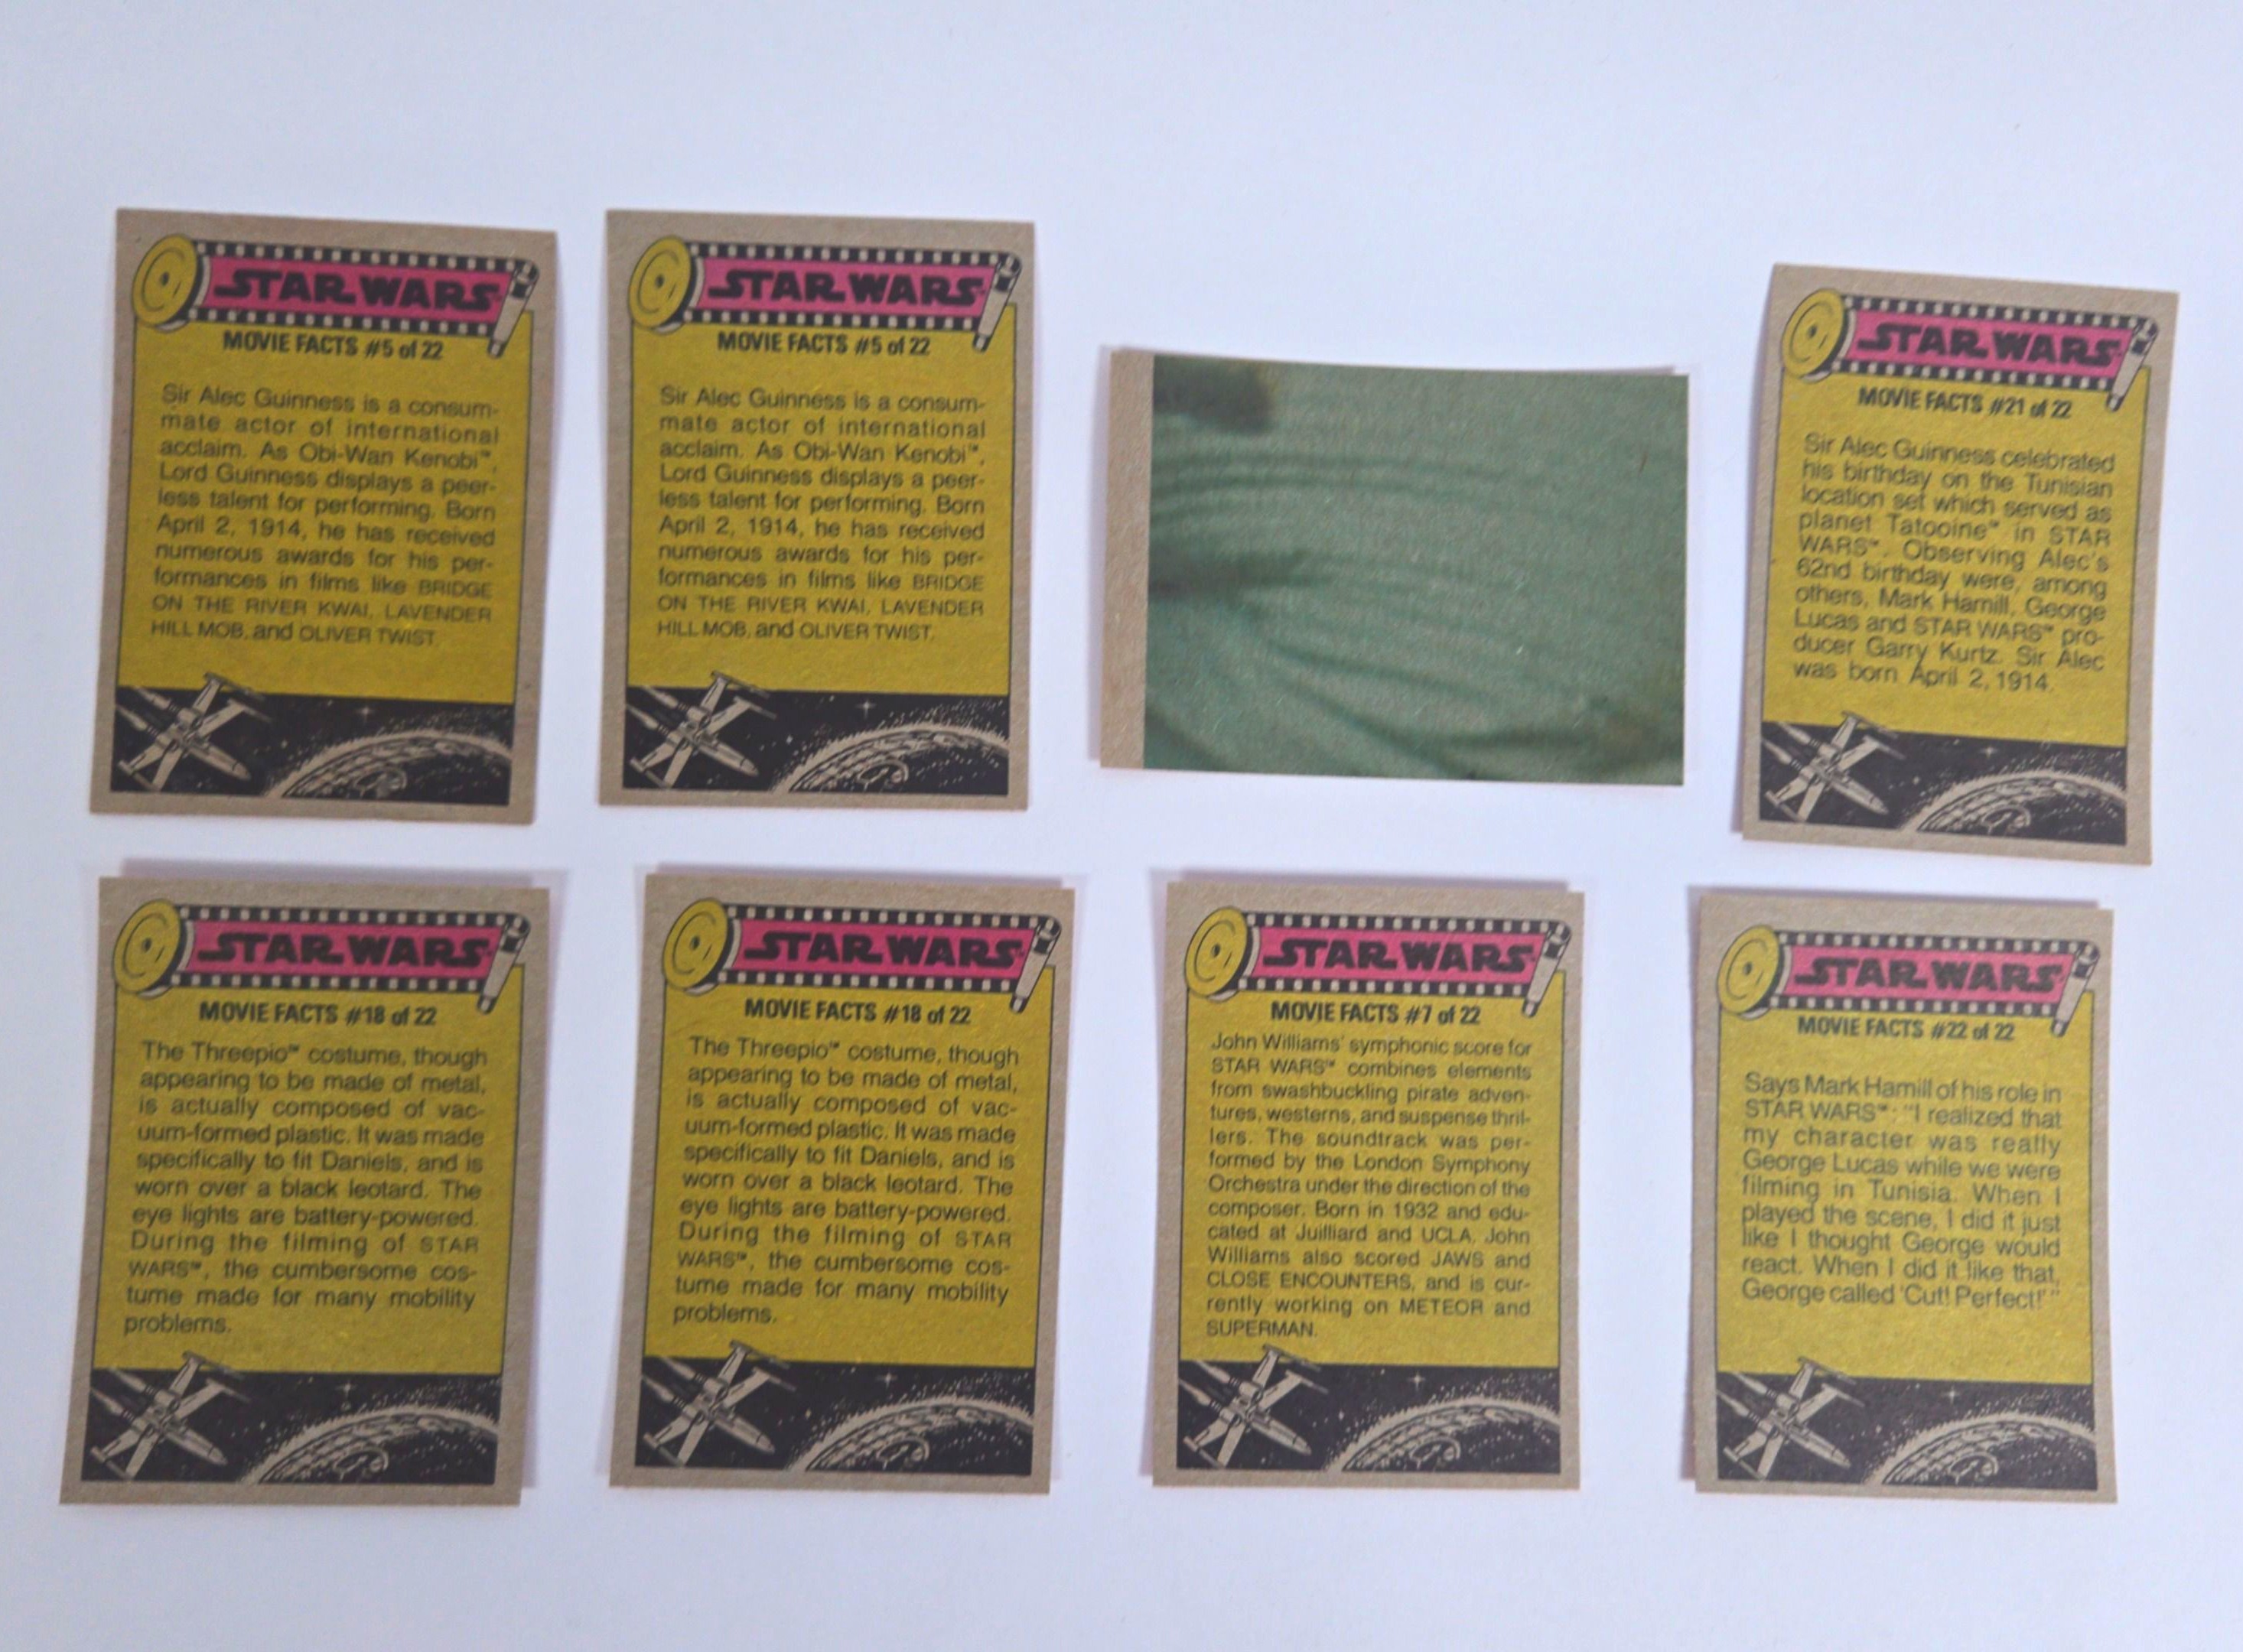 STAR WARS
MOVIE FACTS #5 of 22
Sir Alec Guinness is a consum-
mate actor of international
acclaim. As Obi-Wan Kenobi™,
Lord Guinness displays a peer-
less talent for performing. Born
April 2, 1914, he has received
numerous awards for his per-
formances in films like BRIDGE
ON THE RIVER KWAI, LAVENDER
HILL MOB, and OLIVER TWIST.
STAR WARS
MOVIE FACTS #5 of 22
Sir Alec Guinness is a consum-
mate actor of international
acclaim. As Obi-Wan Kenobi™,
Lord Guinness displays a peer-
less talent for performing. Born
April 2, 1914, he has received
numerous awards for his per-
formances in films like BRIDGE
ON THE RIVER KWAI, LAVENDER
HILL MOB, and OLIVER TWIST.
STAR WARS
MOVIE FACTS #21 of 22
Sir Alec Guinness celebrated
his birthday on the Tunisian
location set which served as
planet Tatooine™ in STAR
WARS™. Observing Alec's
62nd birthday were, among
others, Mark Hamill, George
Lucas and STAR WARS™ pro-
ducer Garry Kurtz. Sir Alec
was born April 2, 1914.
STAR WARS
MOVIE FACTS #18 of 22
The Threepio™ costume, though
appearing to be made of metal,
is actually composed of vac-
uum-formed plastic. It was made
specifically to fit Daniels, and is
worn over a black leotard. The
eye lights are battery-powered.
During the filming of STAR
WARS™, the cumbersome cos-
tume made for many mobility
problems.
STAR WARS
MOVIE FACTS #18 of 22
The Threepio™ costume, though
appearing to be made of metal,
is actually composed of vac-
uum-formed plastic. It was made
specifically to fit Daniels, and is
worn over a black leotard. The
eye lights are battery-powered.
During the filming of STAR
WARS™, the cumbersome cos-
tume made for many mobility
problems.
STAR WARS
MOVIE FACTS #7 of 22
John Williams' symphonic score for
STAR WARS™ combines elements
from swashbuckling pirate adven-
tures, westerns, and suspense thril-
lers. The soundtrack was per-
formed by the London Symphony
Orchestra under the direction of the
composer. Born in 1932 and edu-
cated at Juilliard and UCLA, John
Williams also scored JAWS and
CLOSE ENCOUNTERS, and is cur-
rently working on METEOR and
SUPERMAN.
STAR WARS
MOVIE FACTS #22 of 22
Says Mark Hamill of his role in
STAR WARS™: "I realized that
my character was really
George Lucas while we were
filming in Tunisia. When I
played the scene, I did it just
like I thought George would
react. When I did it like that,
George called 'Cut! Perfect!' "